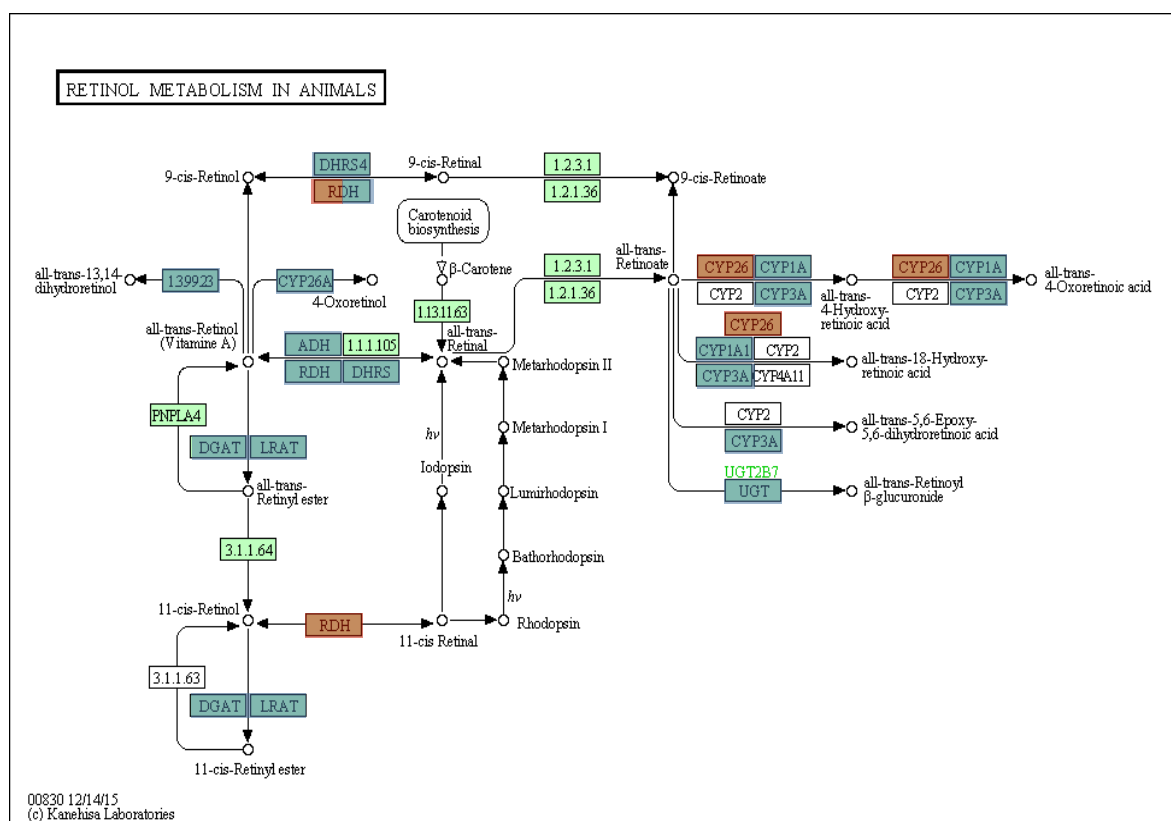 RETINOL METABOLISM IN ANIMALS
9-cis-Retinol
DHRS4
RDH
9-cis-Retinal
1.2.3.1
1.2.1.36
9-cis-Retinoate
Carotenoid
biosynthesis
β-Carotene
1.13.11.63
all-trans-
Retinal
1.2.3.1
1.2.1.36
all-trans-
Retinoate
all-trans-13,14-
dihydroretinol
1.3.99.23
CYP26A
4-Oxoretinol
all-trans-Retinol
(Vitamine A)
ADH
1.1.1.105
RDH
DHRS
CYP26
CYP1A
CYP2
CYP3A
all-trans-
4-Hydroxy-
retinoic acid
CYP26
CYP1A
CYP2
CYP3A
all-trans-
4-Oxoretinoic acid
CYP26
CYP1A1
CYP2
CYP3A
CYP4A11
all-trans-18-Hydroxy-
retinoic acid
CYP2
CYP3A
all-trans-5,6-Epoxy-
5,6-dihydroretinoic acid
UGT2B7
UGT
all-trans-Retinoyl
β-glucuronide
PNPLA4
DGAT
LRAT
all-trans-
Retinyl ester
hν
Iodopsin
Metarhodopsin II
Metarhodopsin I
Lumirhodopsin
Bathorhodopsin
hν
Rhodopsin
3.1.1.64
11-cis-Retinol
RDH
11-cis Retinal
3.1.1.63
DGAT
LRAT
11-cis-Retinyl ester
00830 12/14/15
(c) Kanehisa Laboratories